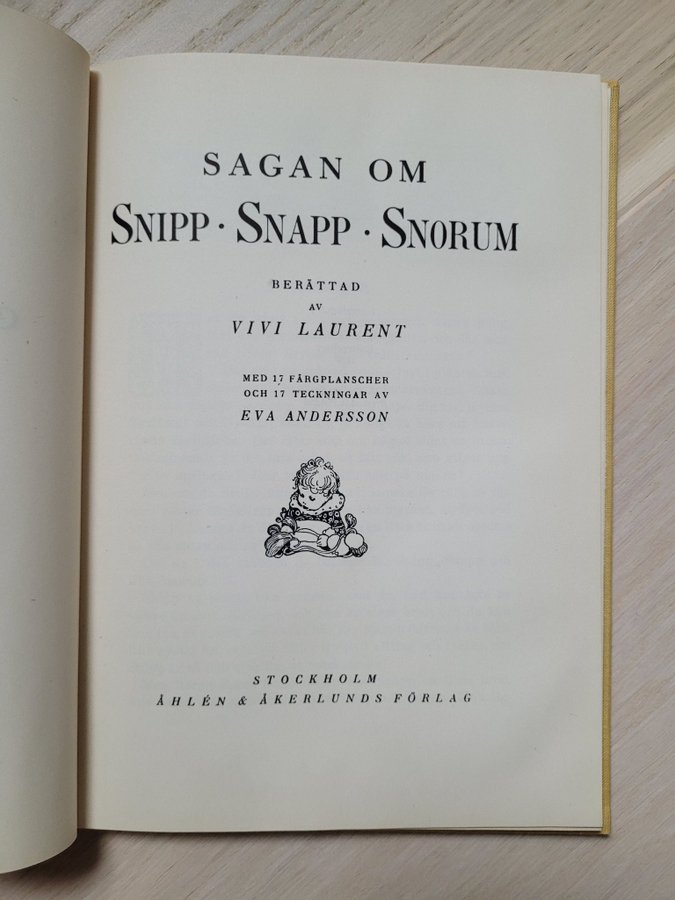 SAGAN OM
SNIPP · SNAPP · SNORUM
BERÄTTAD
AV
VIVI LAURENT
MED 17 FÄRGPLANSCHER
OCH 17 TECKNINGAR AV
EVA ANDERSSON
STOCKHOLM
ÅHLÉN & ÅKERLUNDS FÖRLAG